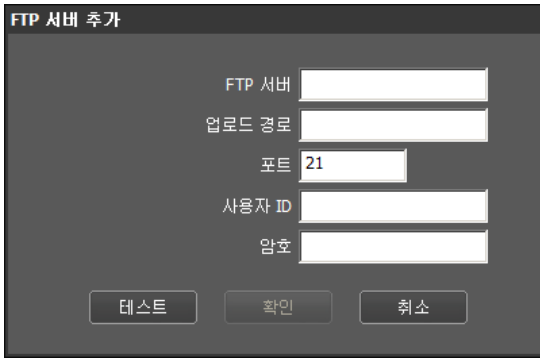 FTP 서버 추가
FTP 서버
업로드 경로
포트 21
사용자 ID
암호
테스트 확인 취소